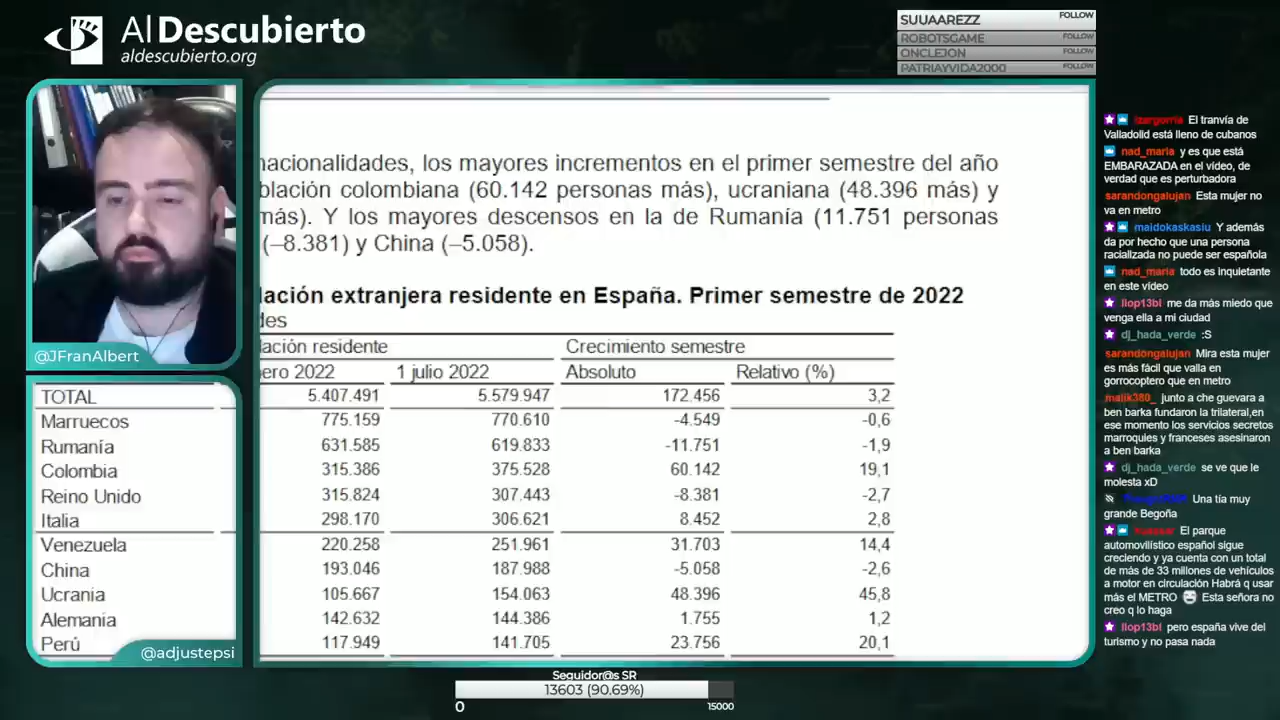 Al Descubierto
aldescubierto.org
SUUAAREZZ FOLLOW
ROBOTSGAME FOLLOW
ONCLEJON FOLLOW
PATRIAYVIDA2000 FOLLOW
@JFranAlbert
nacionalidades, los mayores incrementos en el primer semestre del año
blación colombiana (60.142 personas más), ucraniana (48.396 más) y
más). Y los mayores descensos en la de Rumanía (11.751 personas
(–8.381) y China (–5.058).
lación extranjera residente en España. Primer semestre de 2022
des
lación residente Crecimiento semestre
ero 2022 1 julio 2022 Absoluto Relativo (%)
TOTAL 5.407.491 5.579.947 172.456 3,2
Marruecos 775.159 770.610 -4.549 -0,6
Rumanía 631.585 619.833 -11.751 -1,9
Colombia 315.386 375.528 60.142 19,1
Reino Unido 315.824 307.443 -8.381 -2,7
Italia 298.170 306.621 8.452 2,8
Venezuela 220.258 251.961 31.703 14,4
China 193.046 187.988 -5.058 -2,6
Ucrania 105.667 154.063 48.396 45,8
Alemania 142.632 144.386 1.755 1,2
Perú 117.949 141.705 23.756 20,1
@adjustepsi
Seguidor@s SR
13603 (90.69%)
0 15000
El tranvía de
Valladolid está lleno de cubanos
nad_maria y es que está
EMBARAZADA en el vídeo, de
verdad que es perturbadora
sarandongalujan Esta mujer no
va en metro
maidokaskasiu Y además
da por hecho que una persona
racializada no puede ser española
nad_maria todo es inquietante
en este vídeo
llop13bl me da más miedo que
venga ella a mi ciudad
dj_hada_verde :S
sarandongalujan Mira esta mujer
es más fácil que valla en
gorrocoptero que en metro
malik380_ junto a che guevara a
ben barka fundaron la trilateral,en
ese momento los servicios secretos
marroquies y franceses asesinaron
a ben barka
dj_hada_verde se ve que le
molesta xD
Una tía muy
grande Begoña
El parque
automovilístico español sigue
creciendo y ya cuenta con un total
de más de 33 millones de vehículos
a motor en circulación Habrá q usar
más el METRO Esta señora no
creo q lo haga
llop13bl pero españa vive del
turismo y no pasa nada